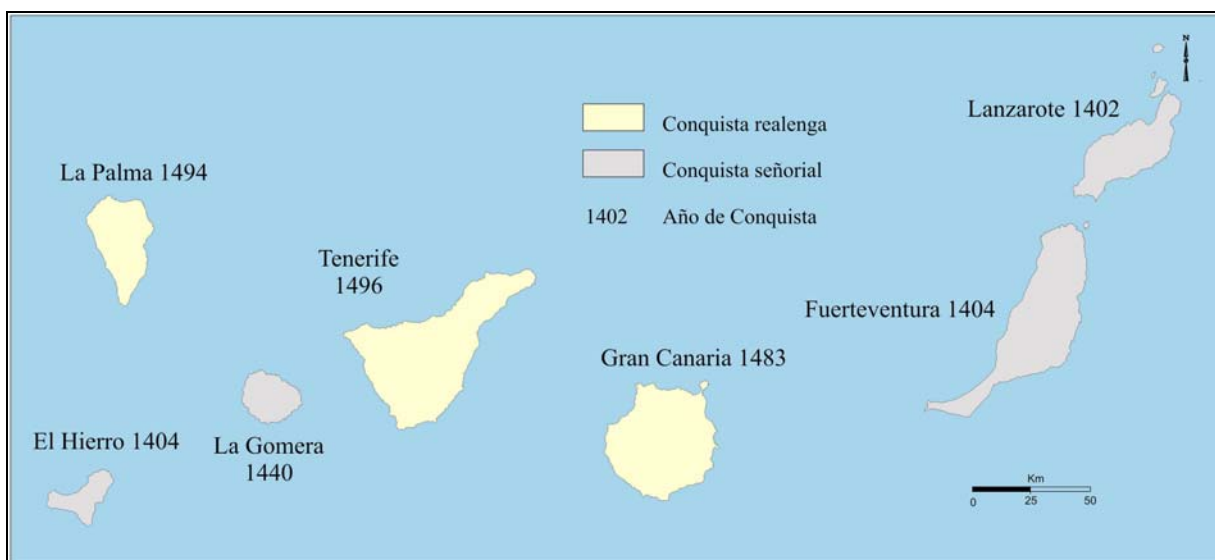 N
Lanzarote 1402
Conquista realenga
Conquista señorial
1402 Año de Conquista
La Palma 1494
Tenerife
1496
Fuerteventura 1404
Gran Canaria 1483
El Hierro 1404
La Gomera
1440
Km
0 25 50